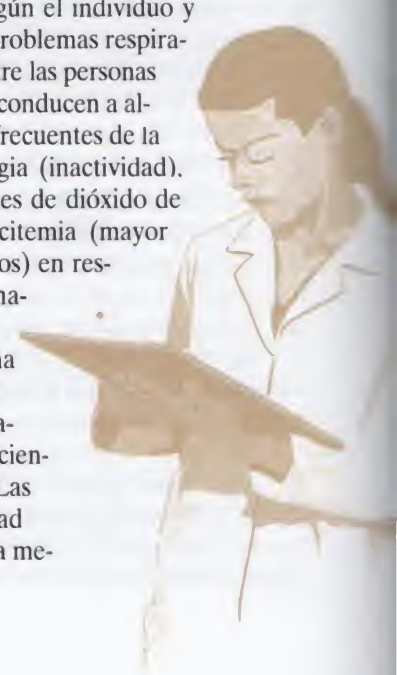 gún el individuo y
problemas respira-
re las personas
conducen a al-
recuentes de la
gia (inactividad).
es de dióxido de
citemia (mayor
os) en res-
na-
na
a-
cien-
Las
ad
a me-